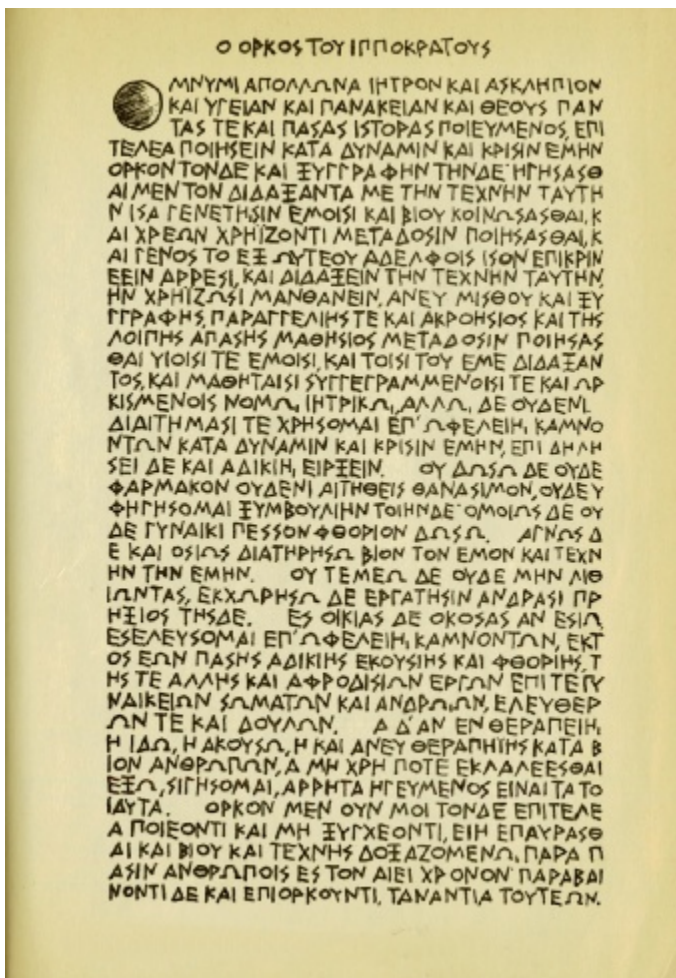 Ο ΟΡΚΟΣ ΤΟΥ ΙΠΠΟΚΡΑΤΟΥΣ
ΟΜΝΥΜΙ ΑΠΟΛΛΩΝΑ ΙΗΤΡΟΝ ΚΑΙ ΑΣΚΛΗΠΙΟΝ
ΚΑΙ ΥΓΕΙΑΝ ΚΑΙ ΠΑΝΑΚΕΙΑΝ ΚΑΙ ΘΕΟΥΣ ΠΑΝ
ΤΑΣ ΤΕ ΚΑΙ ΠΑΣΑΣ ΙΣΤΟΡΑΣ ΠΟΙΕΥΜΕΝΟΣ, ΕΠΙ
ΤΕΛΕΑ ΠΟΙΗΣΕΙΝ ΚΑΤΑ ΔΥΝΑΜΙΝ ΚΑΙ ΚΡΙΣΙΝ ΕΜΗΝ
ΟΡΚΟΝ ΤΟΝΔΕ ΚΑΙ ΞΥΓΓΡΑΦΗΝ ΤΗΝΔΕ· ΗΓΗΣΑΣΘ
ΑΙ ΜΕΝ ΤΟΝ ΔΙΔΑΞΑΝΤΑ ΜΕ ΤΗΝ ΤΕΧΝΗΝ ΤΑΥΤΗ
Ν ΙΣΑ ΓΕΝΕΤΗΣΙΝ ΕΜΟΙΣΙ ΚΑΙ ΒΙΟΥ ΚΟΙΝΩΣΑΣΘΑΙ, Κ
ΑΙ ΧΡΕΩΝ ΧΡΗΪΖΟΝΤΙ ΜΕΤΑΔΟΣΙΝ ΠΟΙΗΣΑΣΘΑΙ, Κ
ΑΙ ΓΕΝΟΣ ΤΟ ΕΞ ΩΥΤΕΟΥ ΑΔΕΛΦΟΙΣ ΙΣΟΝ ΕΠΙΚΡΙΝ
ΕΕΙΝ ΑΡΡΕΣΙ, ΚΑΙ ΔΙΔΑΞΕΙΝ ΤΗΝ ΤΕΧΝΗΝ ΤΑΥΤΗΝ,
ΗΝ ΧΡΗΪΖΩΣΙ ΜΑΝΘΑΝΕΙΝ, ΑΝΕΥ ΜΙΣΘΟΥ ΚΑΙ ΞΥ
ΓΓΡΑΦΗΣ, ΠΑΡΑΓΓΕΛΙΗΣ ΤΕ ΚΑΙ ΑΚΡΟΗΣΙΟΣ ΚΑΙ ΤΗΣ
ΛΟΙΠΗΣ ΑΠΑΣΗΣ ΜΑΘΗΣΙΟΣ ΜΕΤΑΔΟΣΙΝ ΠΟΙΗΣΑΣ
ΘΑΙ ΥΙΟΙΣΙ ΤΕ ΕΜΟΙΣΙ, ΚΑΙ ΤΟΙΣΙ ΤΟΥ ΕΜΕ ΔΙΔΑΞΑΝ
ΤΟΣ, ΚΑΙ ΜΑΘΗΤΑΙΣΙ ΣΥΓΓΕΓΡΑΜΜΕΝΟΙΣΙ ΤΕ ΚΑΙ ΩΡ
ΚΙΣΜΕΝΟΙΣ ΝΟΜΩͺ ΙΗΤΡΙΚΩͺ, ΑΛΛΩͺ ΔΕ ΟΥΔΕΝΙ.
ΔΙΑΙΤΗΜΑΣΙ ΤΕ ΧΡΗΣΟΜΑΙ ΕΠ' ΩΦΕΛΕΙΗͺ ΚΑΜΝΟ
ΝΤΩΝ ΚΑΤΑ ΔΥΝΑΜΙΝ ΚΑΙ ΚΡΙΣΙΝ ΕΜΗΝ, ΕΠΙ ΔΗΛΗ
ΣΕΙ ΔΕ ΚΑΙ ΑΔΙΚΙΗͺ ΕΙΡΞΕΙΝ. ΟΥ ΔΩΣΩ ΔΕ ΟΥΔΕ
ΦΑΡΜΑΚΟΝ ΟΥΔΕΝΙ ΑΙΤΗΘΕΙΣ ΘΑΝΑΣΙΜΟΝ, ΟΥΔΕ Υ
ΦΗΓΗΣΟΜΑΙ ΞΥΜΒΟΥΛΙΗΝ ΤΟΙΗΝΔΕ· ΟΜΟΙΩΣ ΔΕ ΟΥ
ΔΕ ΓΥΝΑΙΚΙ ΠΕΣΣΟΝ ΦΘΟΡΙΟΝ ΔΩΣΩ. ΑΓΝΩΣ Δ
Ε ΚΑΙ ΟΣΙΩΣ ΔΙΑΤΗΡΗΣΩ ΒΙΟΝ ΤΟΝ ΕΜΟΝ ΚΑΙ ΤΕΧΝ
ΗΝ ΤΗΝ ΕΜΗΝ. ΟΥ ΤΕΜΕΩ ΔΕ ΟΥΔΕ ΜΗΝ ΛΙΘ
ΙΩΝΤΑΣ, ΕΚΧΩΡΗΣΩ ΔΕ ΕΡΓΑΤΗΣΙΝ ΑΝΔΡΑΣΙ ΠΡ
ΗΞΙΟΣ ΤΗΣΔΕ. ΕΣ ΟΙΚΙΑΣ ΔΕ ΟΚΟΣΑΣ ΑΝ ΕΣΙΩ,
ΕΣΕΛΕΥΣΟΜΑΙ ΕΠ' ΩΦΕΛΕΙΗͺ ΚΑΜΝΟΝΤΩΝ, ΕΚΤ
ΟΣ ΕΩΝ ΠΑΣΗΣ ΑΔΙΚΙΗΣ ΕΚΟΥΣΙΗΣ ΚΑΙ ΦΘΟΡΙΗΣ, Τ
ΗΣ ΤΕ ΑΛΛΗΣ ΚΑΙ ΑΦΡΟΔΙΣΙΩΝ ΕΡΓΩΝ ΕΠΙ ΤΕ ΓΥ
ΝΑΙΚΕΙΩΝ ΣΩΜΑΤΩΝ ΚΑΙ ΑΝΔΡΩΙΩΝ, ΕΛΕΥΘΕΡ
ΩΝ ΤΕ ΚΑΙ ΔΟΥΛΩΝ. Α Δ' ΑΝ ΕΝ ΘΕΡΑΠΕΙΗͺ
Η ΙΔΩ, Η ΑΚΟΥΣΩ, Η ΚΑΙ ΑΝΕΥ ΘΕΡΑΠΗΙΗΣ ΚΑΤΑ Β
ΙΟΝ ΑΝΘΡΩΠΩΝ, Α ΜΗ ΧΡΗ ΠΟΤΕ ΕΚΛΑΛΕΕΣΘΑΙ
ΕΞΩ, ΣΙΓΗΣΟΜΑΙ, ΑΡΡΗΤΑ ΗΓΕΥΜΕΝΟΣ ΕΙΝΑΙ ΤΑ ΤΟ
ΙΑΥΤΑ. ΟΡΚΟΝ ΜΕΝ ΟΥΝ ΜΟΙ ΤΟΝΔΕ ΕΠΙΤΕΛΕ
Α ΠΟΙΕΟΝΤΙ ΚΑΙ ΜΗ ΞΥΓΧΕΟΝΤΙ, ΕΙΗ ΕΠΑΥΡΑΣΘ
ΑΙ ΚΑΙ ΒΙΟΥ ΚΑΙ ΤΕΧΝΗΣ ΔΟΞΑΖΟΜΕΝΩͺ ΠΑΡΑ Π
ΑΣΙΝ ΑΝΘΡΩΠΟΙΣ ΕΣ ΤΟΝ ΑΙΕΙ ΧΡΟΝΟΝ· ΠΑΡΑΒΑΙ
ΝΟΝΤΙ ΔΕ ΚΑΙ ΕΠΙΟΡΚΟΥΝΤΙ, ΤΑΝΑΝΤΙΑ ΤΟΥΤΕΩΝ.